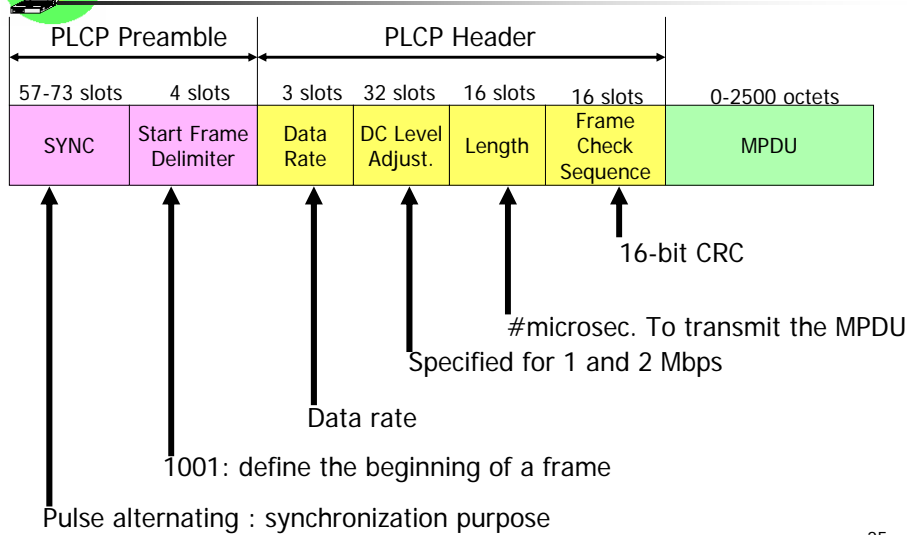 PLCP Preamble
PLCP Header
57-73 slots
4 slots
3 slots
32 slots
16 slots
16 slots
0-2500 octets
SYNC
Start Frame
Delimiter
Data
Rate
DC Level
Adjust.
Length
Frame
Check
Sequence
MPDU
16-bit CRC
#microsec. To transmit the MPDU
Specified for 1 and 2 Mbps
Data rate
1001: define the beginning of a frame
Pulse alternating : synchronization purpose